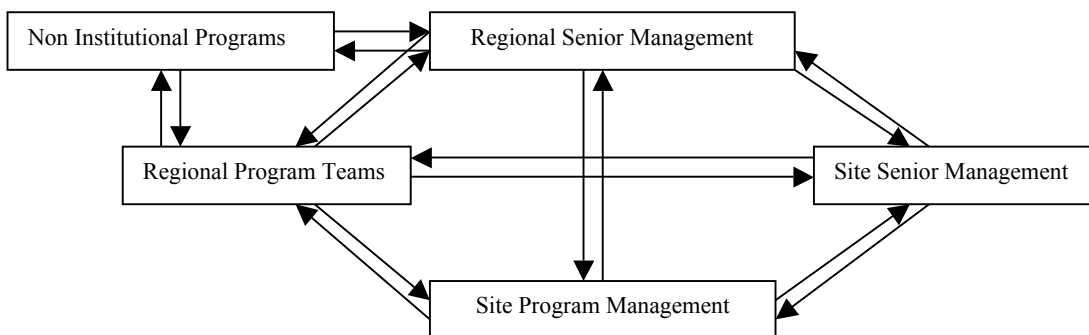 Non Institutional Programs
Regional Senior Management
Regional Program Teams
Site Senior Management
Site Program Management